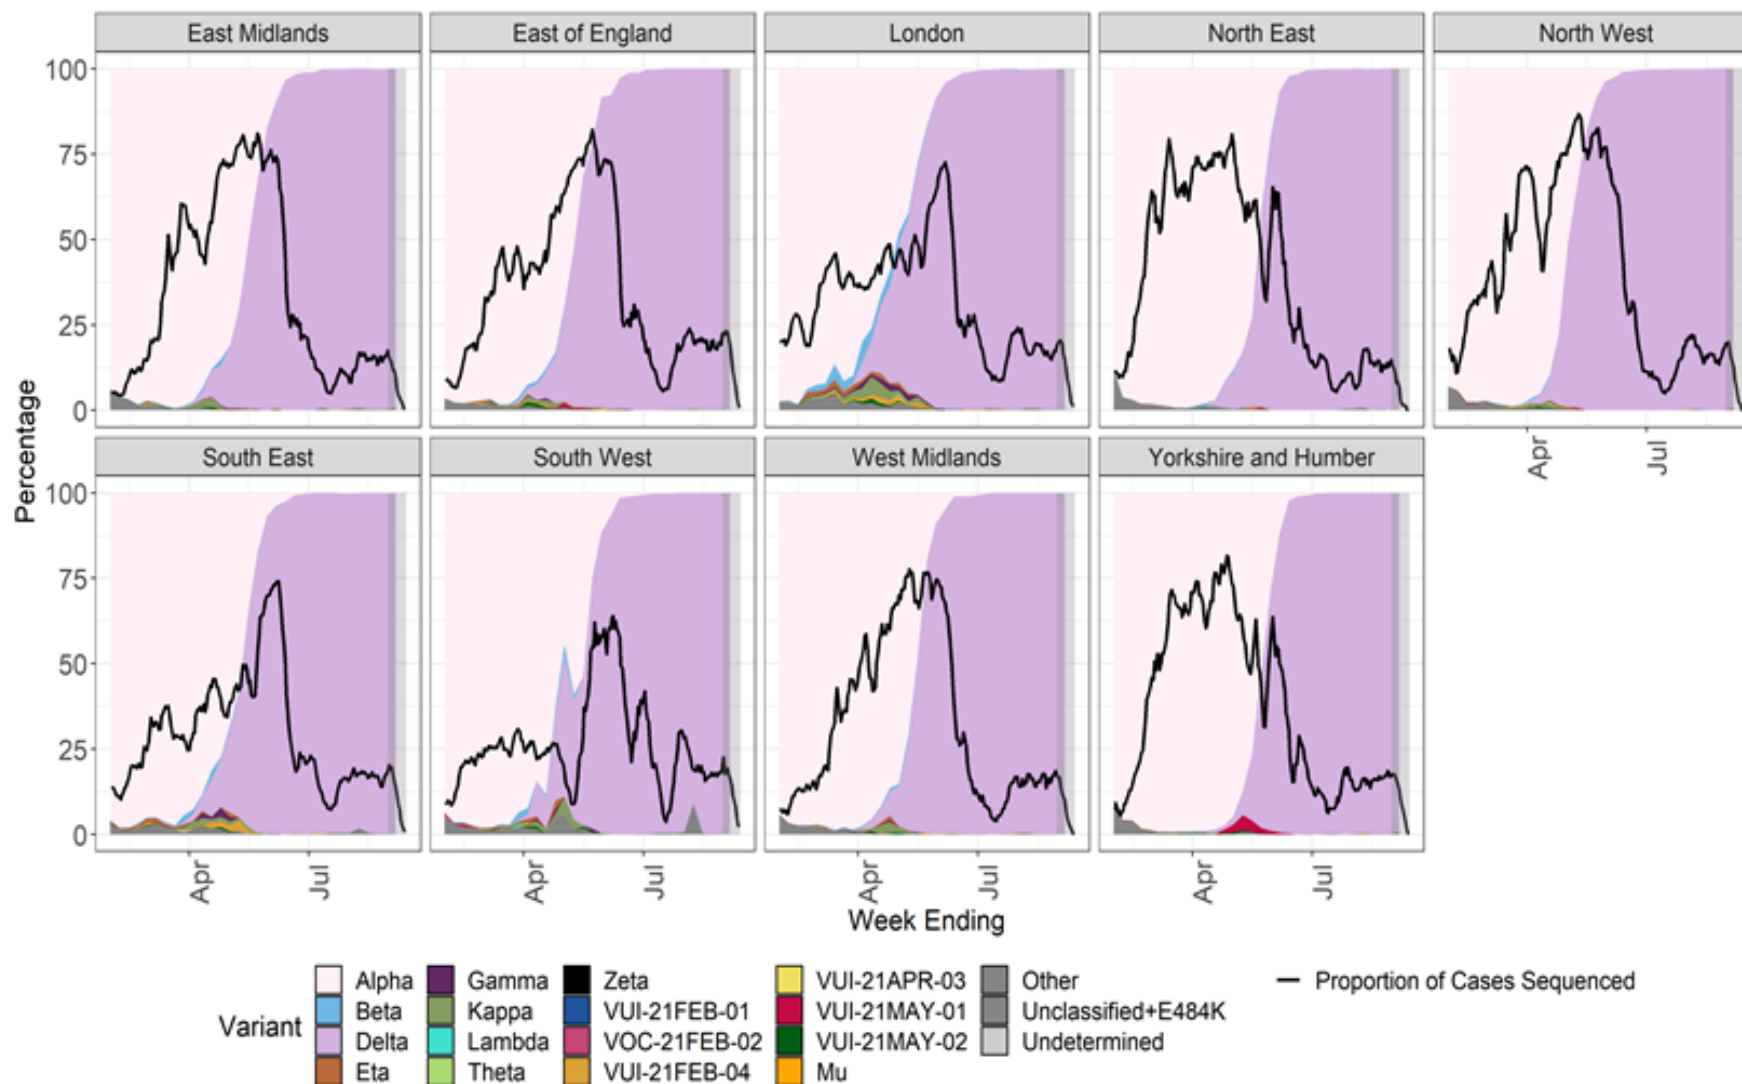 East Midlands
East of England
London
North East
North West
100
75
50
25
0
Apr
Jul
South East
South West
West Midlands
Yorkshire and Humber
100
75
50
25
0
Percentage
Apr
Jul
Apr
Jul
Apr
Jul
Apr
Jul
Week Ending
Variant
Alpha
Beta
Delta
Eta
Gamma
Kappa
Lambda
Theta
Zeta
VUI-21FEB-01
VOC-21FEB-02
VUI-21FEB-04
VUI-21APR-03
VUI-21MAY-01
VUI-21MAY-02
Mu
Other
Unclassified+E484K
Undetermined
Proportion of Cases Sequenced